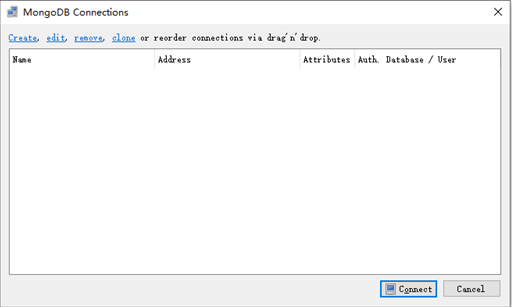 MongoDB Connections
Create, edit, remove, clone or reorder connections via drag'n'drop.
Name Address Attributes Auth. Database / User
Connect Cancel